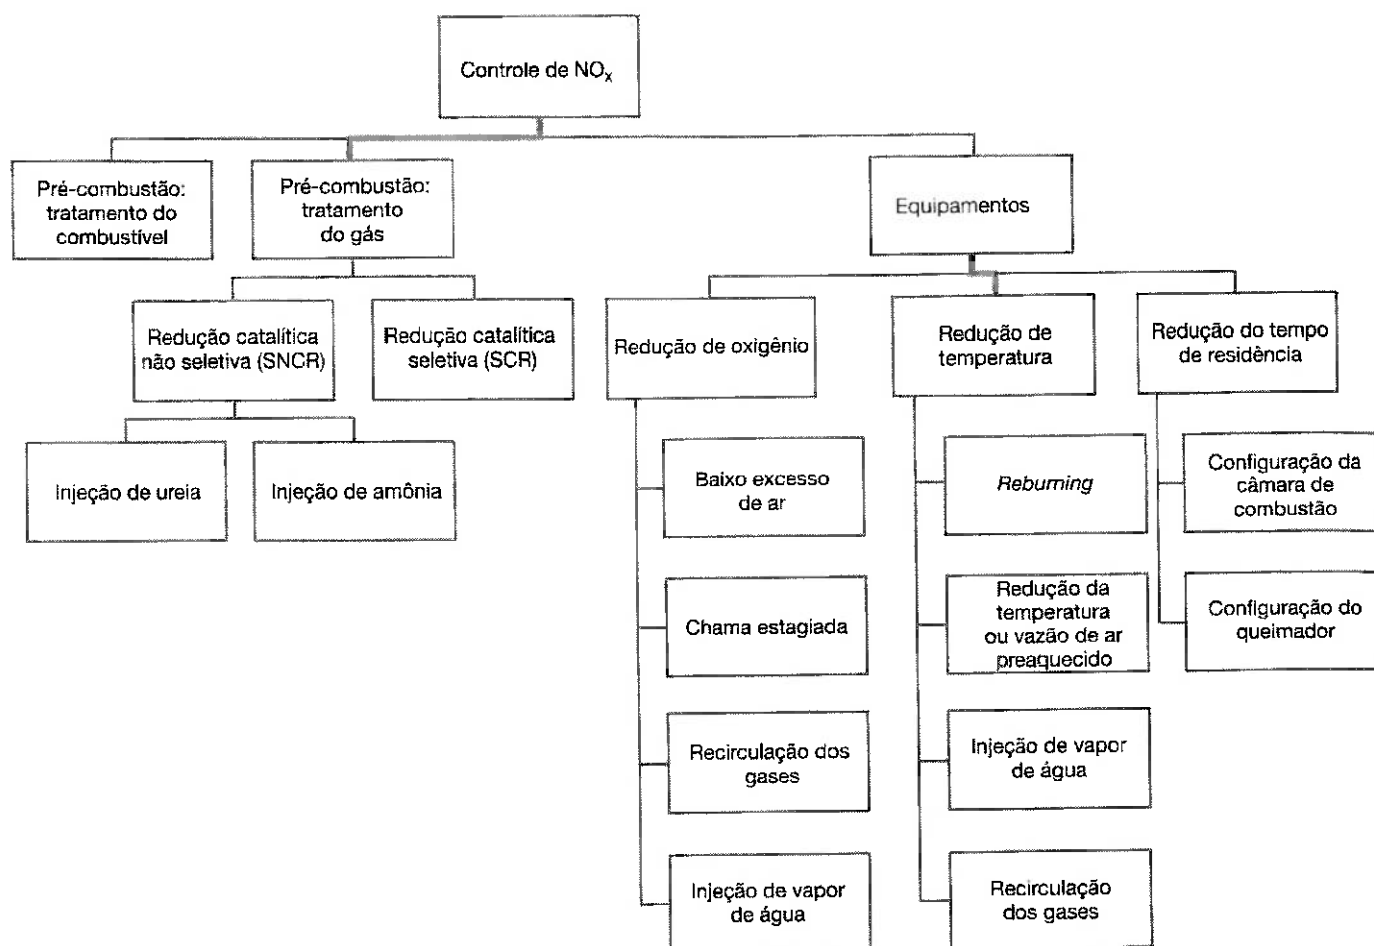 Controle de NOx
Pré-combustão:
tratamento do
combustível
Pré-combustão:
tratamento
do gás
Equipamentos
Redução catalítica
não seletiva (SNCR)
Redução catalítica
seletiva (SCR)
Redução de oxigênio
Redução de
temperatura
Redução do tempo
de residência
Injeção de ureia
Injeção de amônia
Baixo excesso
de ar
Reburning
Configuração da
câmara de
combustão
Chama estagiada
Redução da
temperatura
ou vazão de ar
preaquecido
Configuração do
queimador
Recirculação dos
gases
Injeção de vapor
de água
Injeção de vapor
de água
Recirculação
dos gases